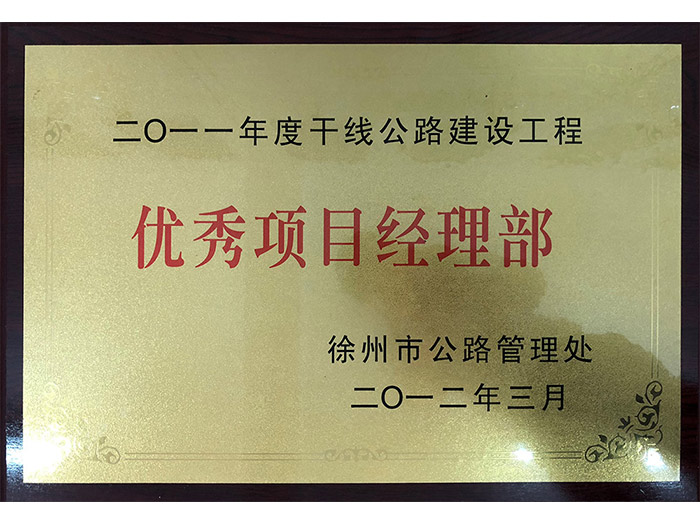 二〇一一年度干线公路建设工程
优秀项目经理部
徐州市公路管理处
二〇一二年三月